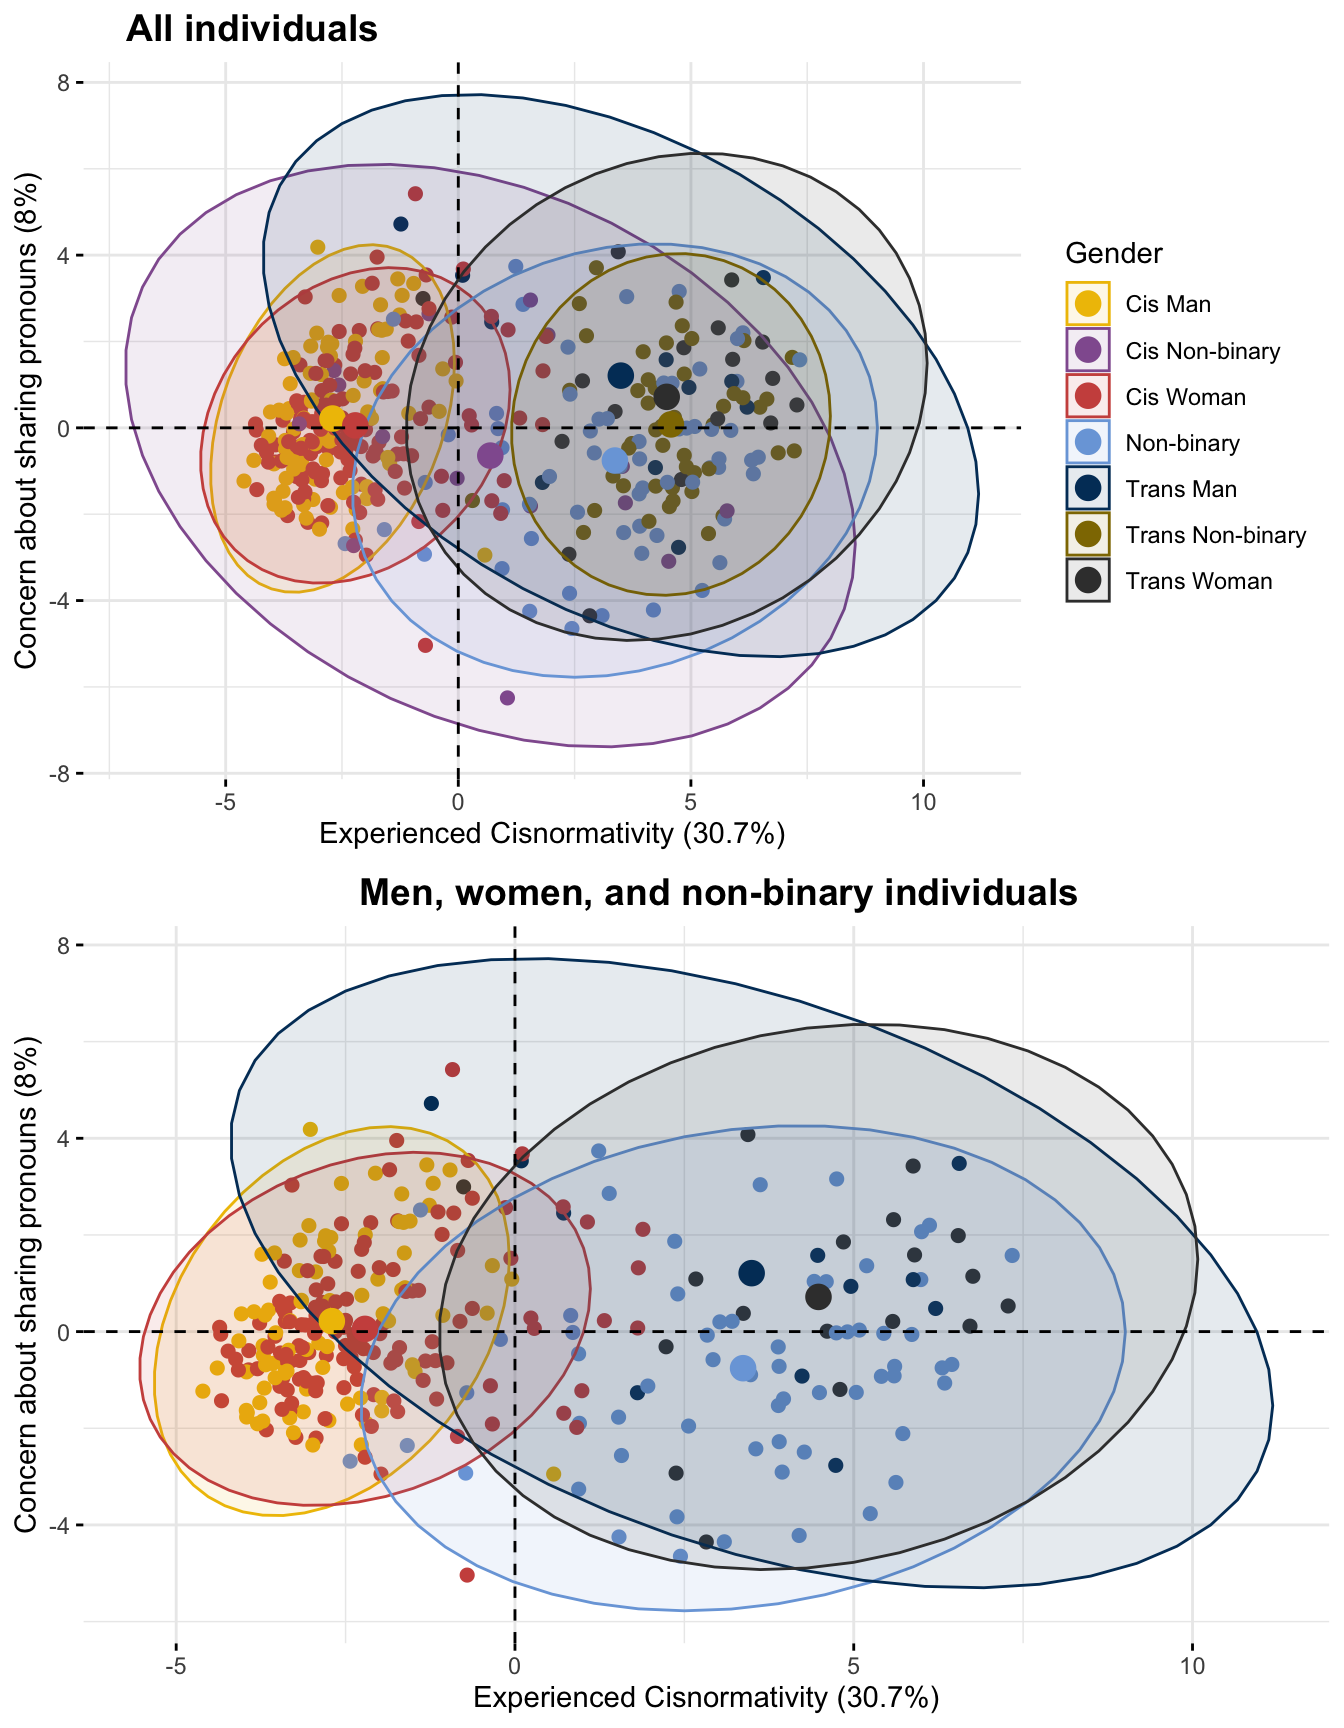 All individuals
8
4
0
-4
-8
Concern about sharing pronouns (8%)
-5
0
5
10
Experienced Cisnormativity (30.7%)
Gender
Cis Man
Cis Non-binary
Cis Woman
Non-binary
Trans Man
Trans Non-binary
Trans Woman
Men, women, and non-binary individuals
8
4
0
-4
Concern about sharing pronouns (8%)
-5
0
5
10
Experienced Cisnormativity (30.7%)